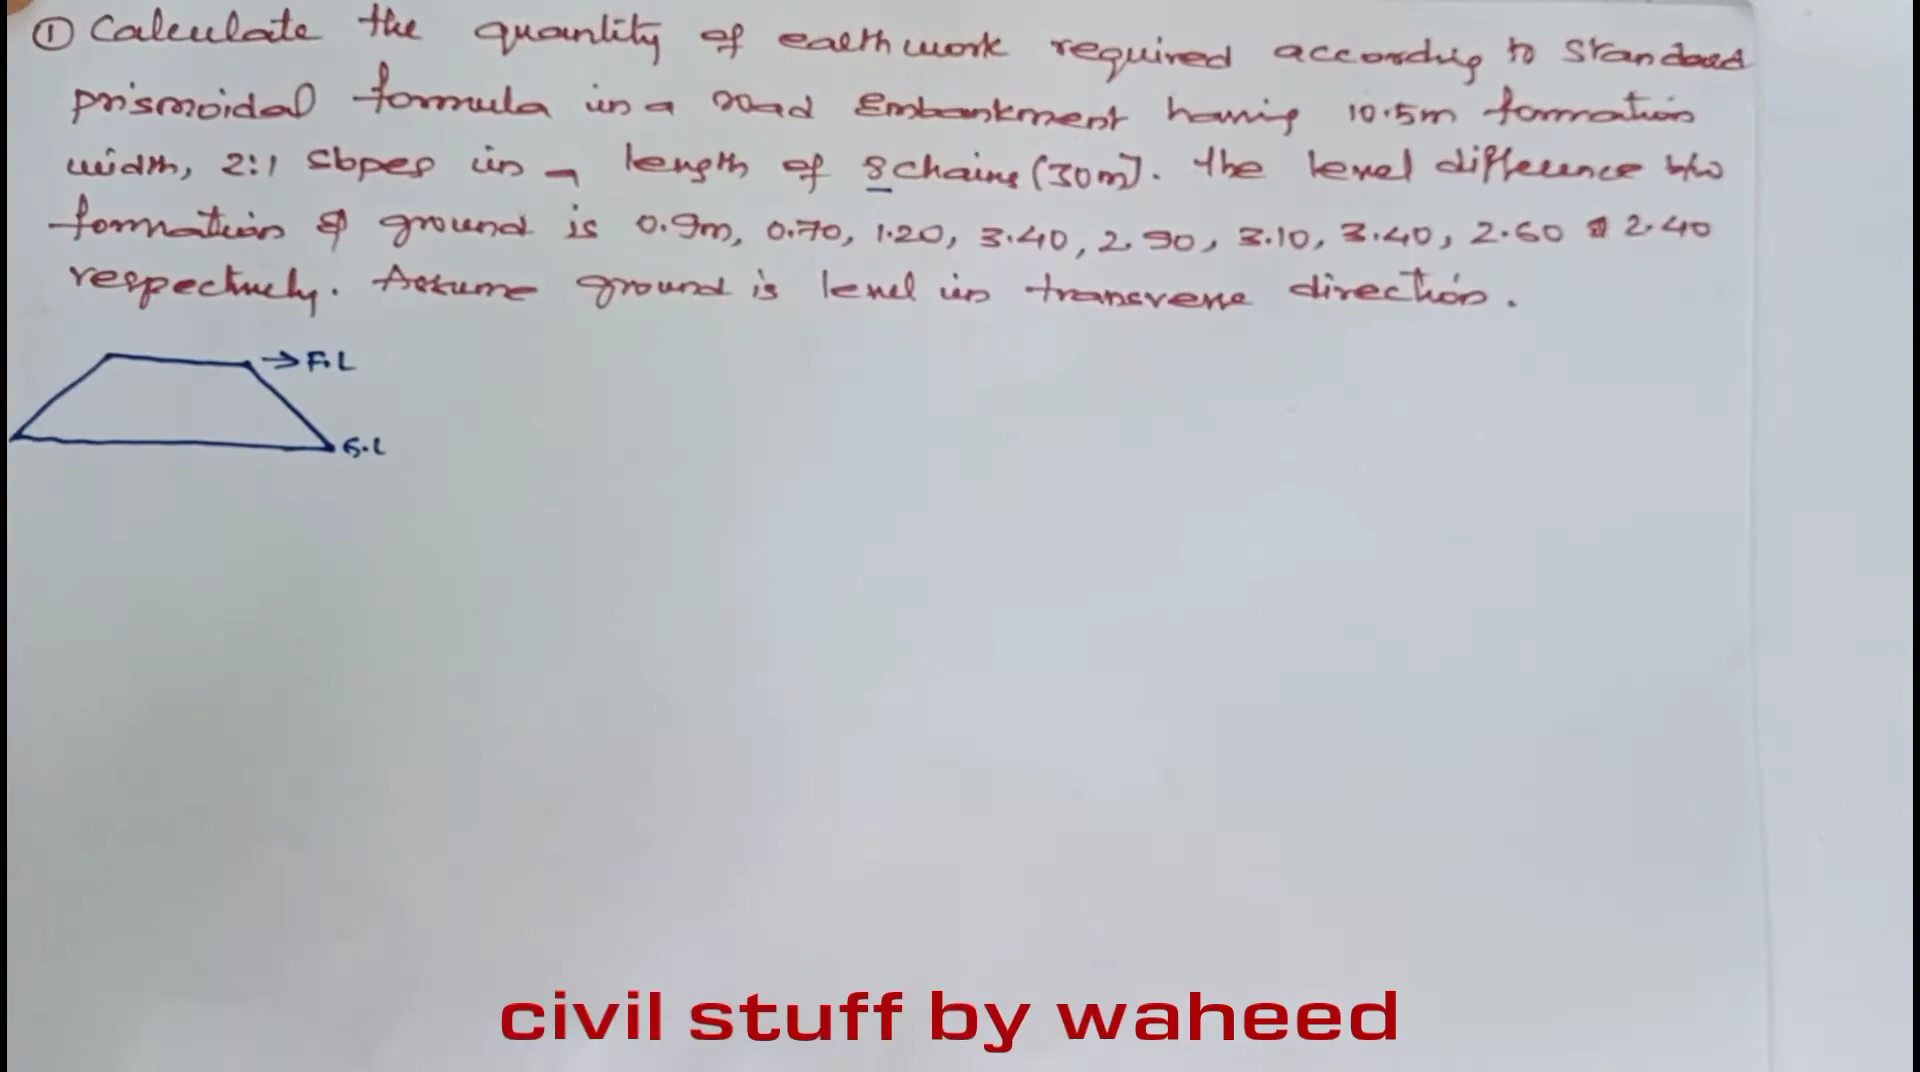 ① Calculate the quantity of earthwork required according to standard
prismoidal formula in a road Embankment having 10.5m formation
width, 2:1 slopes in a length of 8 chains (30m). The level difference b/w
formation & ground is 0.9m, 0.70, 1.20, 3.40, 2.90, 3.10, 3.40, 2.60 & 2.40
respectively. Assume ground is level in transverse direction.
→ F.L
G.L
civil stuff by waheed